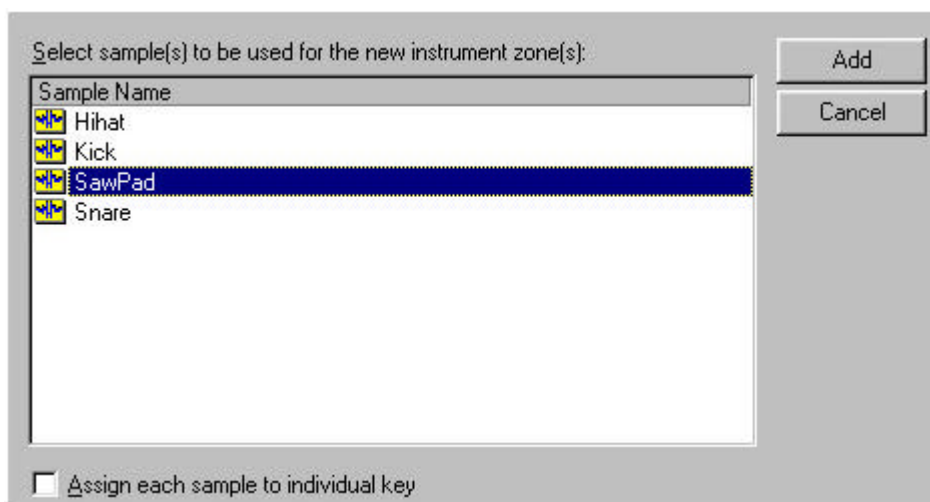 Select sample(s) to be used for the new instrument zone(s):
Add
Cancel
Sample Name
Hihat
Kick
SawPad
Snare
Assign each sample to individual key